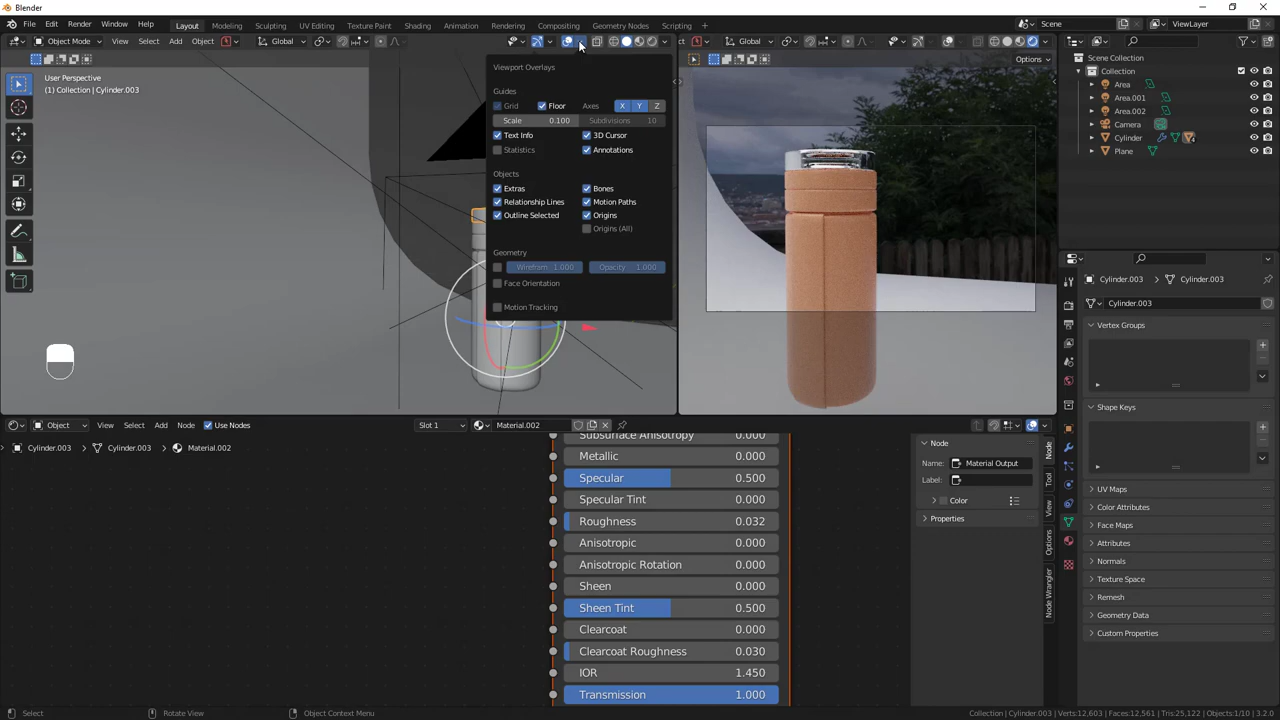 Blender
File Edit Render Window Help Layout Modeling Sculpting UV Editing Texture Paint Shading Animation Rendering Compositing Geometry Nodes Scripting + Scene ViewLayer
Object Mode View Select Add Object Global Global
Options
User Perspective
(1) Collection | Cylinder.003
Viewport Overlays
Guides
Grid Floor Axes X Y Z
Scale 0.100 Subdivisions 10
Text Info 3D Cursor
Statistics Annotations
Objects
Extras Bones
Relationship Lines Motion Paths
Outline Selected Origins
Origins (All)
Geometry
Wireframe 1.000 Opacity 1.000
Face Orientation
Motion Tracking
Scene Collection
Collection
Area
Area.001
Area.002
Camera
Cylinder 4
Plane
Cylinder.003 Cylinder.003
Cylinder.003
Vertex Groups
Shape Keys
UV Maps
Color Attributes
Face Maps
Attributes
Normals
Texture Space
Remesh
Geometry Data
Custom Properties
Object View Select Add Node Use Nodes Slot 1 Material.002
Cylinder.003 Cylinder.003 Material.002
Subsurface Anisotropy 0.000
Metallic 0.000
Specular 0.500
Specular Tint 0.000
Roughness 0.032
Anisotropic 0.000
Anisotropic Rotation 0.000
Sheen 0.000
Sheen Tint 0.500
Clearcoat 0.000
Clearcoat Roughness 0.030
IOR 1.450
Transmission 1.000
Node
Name: Material Output
Label:
Color
Properties
Node
Tool
View
Options
Node Wrangler
Select Rotate View Object Context Menu Collection | Cylinder.003 | Verts:12,603 | Faces:12,561 | Tris:25,122 | Objects:1/10 | 3.2.0